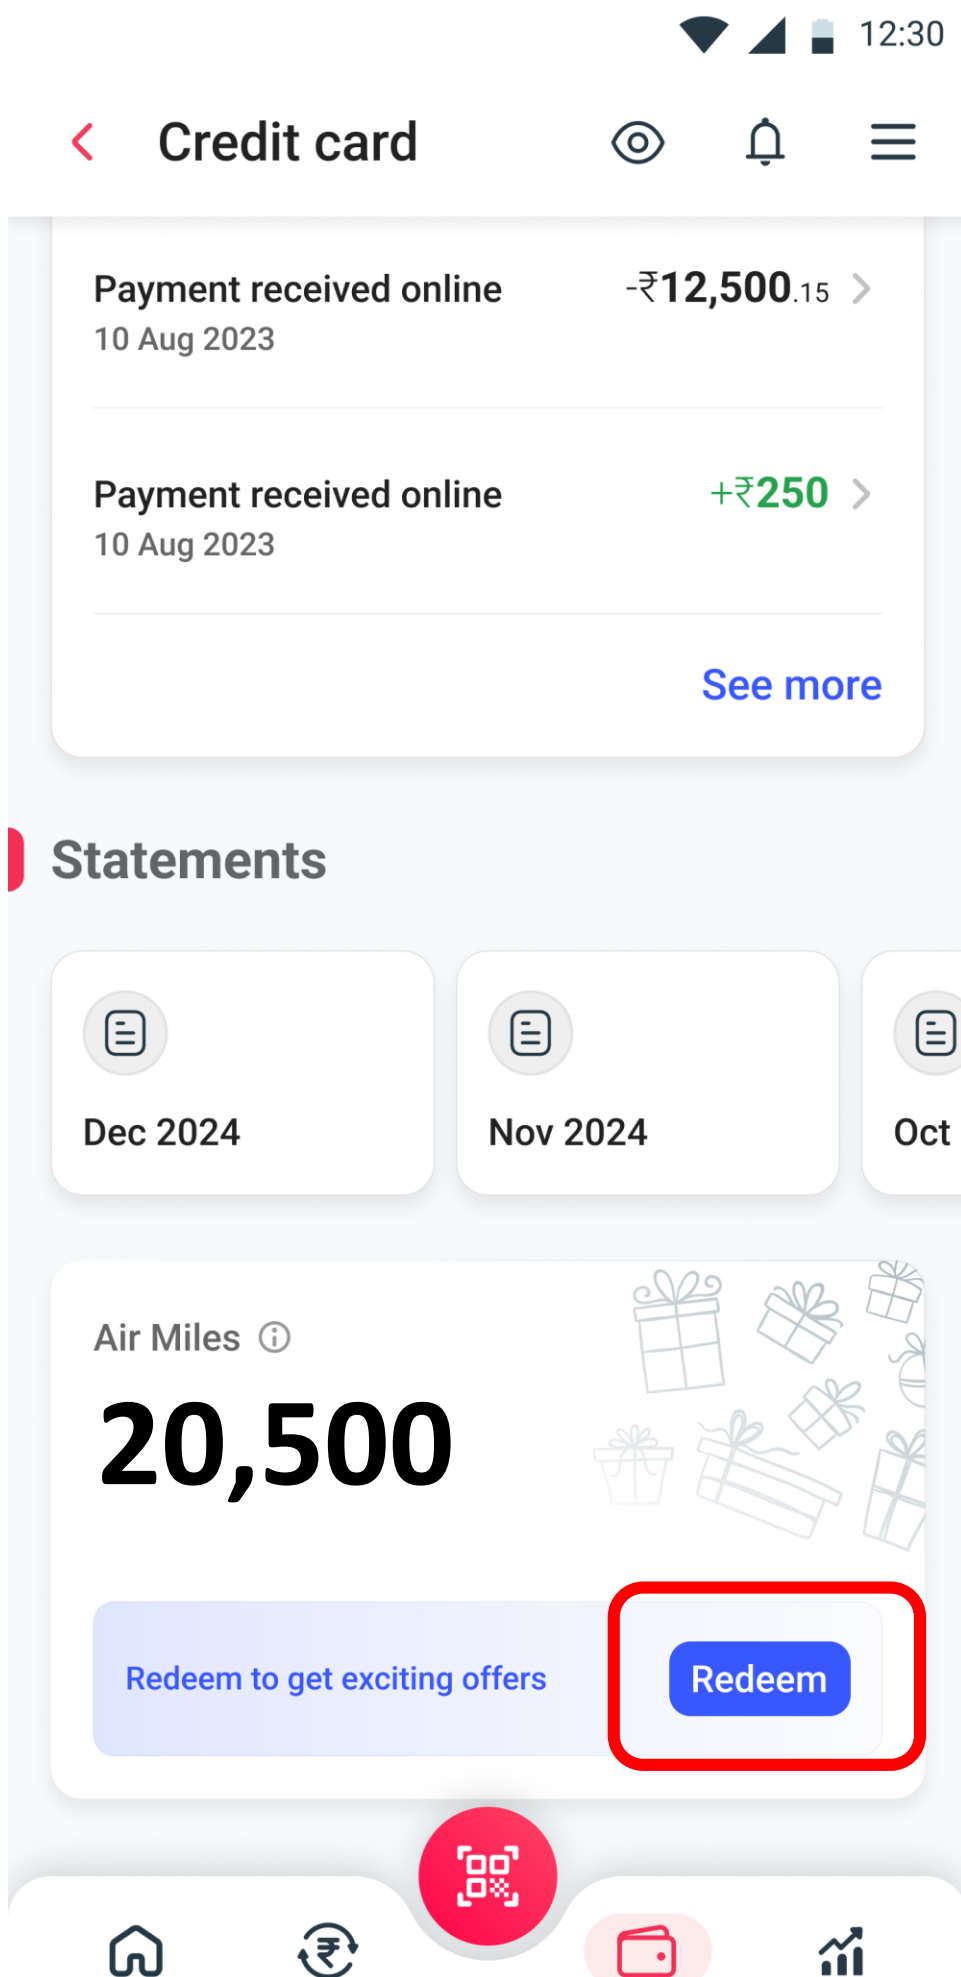 12:30
Credit card
Payment received online -₹12,500.15
10 Aug 2023
Payment received online +₹250
10 Aug 2023
See more
Statements
Dec 2024 Nov 2024 Oct
Air Miles
20,500
Redeem to get exciting offers Redeem